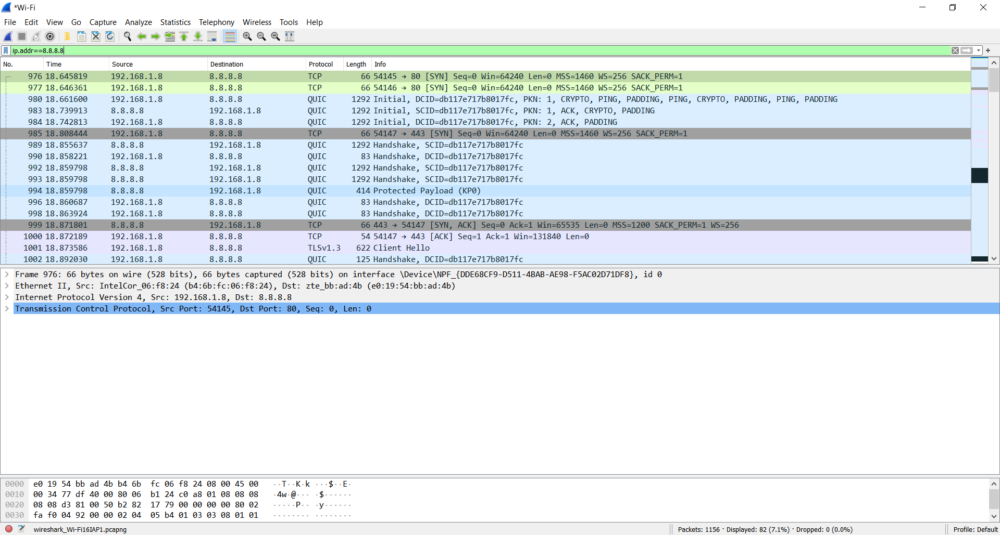 *Wi-Fi
File Edit View Go Capture Analyze Statistics Telephony Wireless Tools Help
ip.addr==8.8.8.8
No. Time Source Destination Protocol Length Info
976 18.645819 192.168.1.8 8.8.8.8 TCP 66 54145 → 80 [SYN] Seq=0 Win=64240 Len=0 MSS=1460 WS=256 SACK_PERM=1
977 18.646361 192.168.1.8 8.8.8.8 TCP 66 54146 → 80 [SYN] Seq=0 Win=64240 Len=0 MSS=1460 WS=256 SACK_PERM=1
980 18.661600 192.168.1.8 8.8.8.8 QUIC 1292 Initial, DCID=db117e717b8017fc, PKN: 1, CRYPTO, PING, PADDING, PING, CRYPTO, PADDING, PING, PADDING
983 18.739913 8.8.8.8 192.168.1.8 QUIC 1292 Initial, SCID=db117e717b8017fc, PKN: 1, ACK, CRYPTO, PADDING
984 18.742813 192.168.1.8 8.8.8.8 QUIC 1292 Initial, DCID=db117e717b8017fc, PKN: 2, ACK, PADDING
985 18.808444 192.168.1.8 8.8.8.8 TCP 66 54147 → 443 [SYN] Seq=0 Win=64240 Len=0 MSS=1460 WS=256 SACK_PERM=1
989 18.855637 8.8.8.8 192.168.1.8 QUIC 1292 Handshake, SCID=db117e717b8017fc
990 18.858221 192.168.1.8 8.8.8.8 QUIC 83 Handshake, DCID=db117e717b8017fc
992 18.859798 8.8.8.8 192.168.1.8 QUIC 1292 Handshake, SCID=db117e717b8017fc
993 18.859798 8.8.8.8 192.168.1.8 QUIC 1292 Handshake, SCID=db117e717b8017fc
994 18.859798 8.8.8.8 192.168.1.8 QUIC 414 Protected Payload (KP0)
996 18.860687 192.168.1.8 8.8.8.8 QUIC 83 Handshake, DCID=db117e717b8017fc
998 18.863924 192.168.1.8 8.8.8.8 QUIC 83 Handshake, DCID=db117e717b8017fc
999 18.871801 8.8.8.8 192.168.1.8 TCP 66 443 → 54147 [SYN, ACK] Seq=0 Ack=1 Win=65535 Len=0 MSS=1200 SACK_PERM=1 WS=256
1000 18.872189 192.168.1.8 8.8.8.8 TCP 54 54147 → 443 [ACK] Seq=1 Ack=1 Win=131840 Len=0
1001 18.873586 192.168.1.8 8.8.8.8 TLSv1.3 622 Client Hello
1002 18.892030 192.168.1.8 8.8.8.8 QUIC 125 Handshake, DCID=db117e717b8017fc
Frame 976: 66 bytes on wire (528 bits), 66 bytes captured (528 bits) on interface \Device\NPF_{DDE68CF9-D511-4BAB-AE98-F5AC02D71DF8}, id 0
Ethernet II, Src: IntelCor_06:f8:24 (b4:6b:fc:06:f8:24), Dst: zte_bb:ad:4b (e0:19:54:bb:ad:4b)
Internet Protocol Version 4, Src: 192.168.1.8, Dst: 8.8.8.8
Transmission Control Protocol, Src Port: 54145, Dst Port: 80, Seq: 0, Len: 0
0000 e0 19 54 bb ad 4b b4 6b fc 06 f8 24 08 00 45 00 ··T··K·k ···$··E·
0010 00 34 77 df 40 00 80 06 b1 24 c0 a8 01 08 08 08 ·4w·@··· ·$······
0020 08 08 d3 81 00 50 b2 82 17 79 00 00 00 00 80 02 ·····P·· ·y······
0030 fa f0 04 92 00 00 02 04 05 b4 01 03 03 08 01 01 ········ ········
wireshark_Wi-Fi16IAP1.pcapng Packets: 1156 · Displayed: 82 (7.1%) · Dropped: 0 (0.0%) Profile: Default